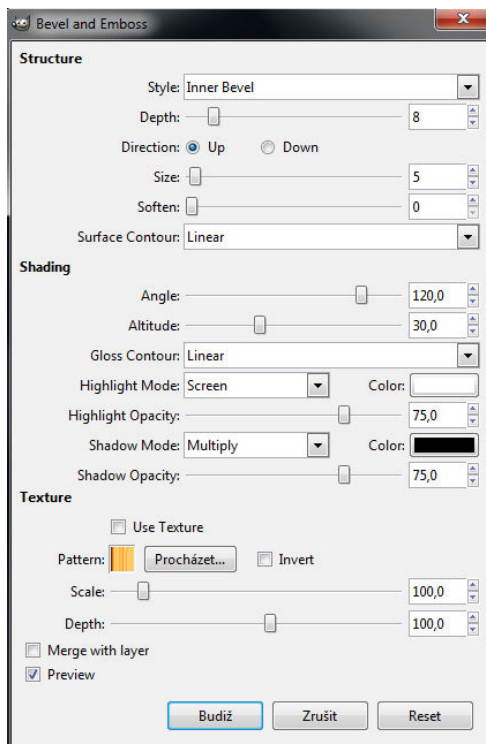 Bevel and Emboss
Structure
Style: Inner Bevel
Depth: 8
Direction: Up Down
Size: 5
Soften: 0
Surface Contour: Linear
Shading
Angle: 120,0
Altitude: 30,0
Gloss Contour: Linear
Highlight Mode: Screen Color:
Highlight Opacity: 75,0
Shadow Mode: Multiply Color:
Shadow Opacity: 75,0
Texture
Use Texture
Pattern: Procházet... Invert
Scale: 100,0
Depth: 100,0
Merge with layer
Preview
Budiž Zrušit Reset